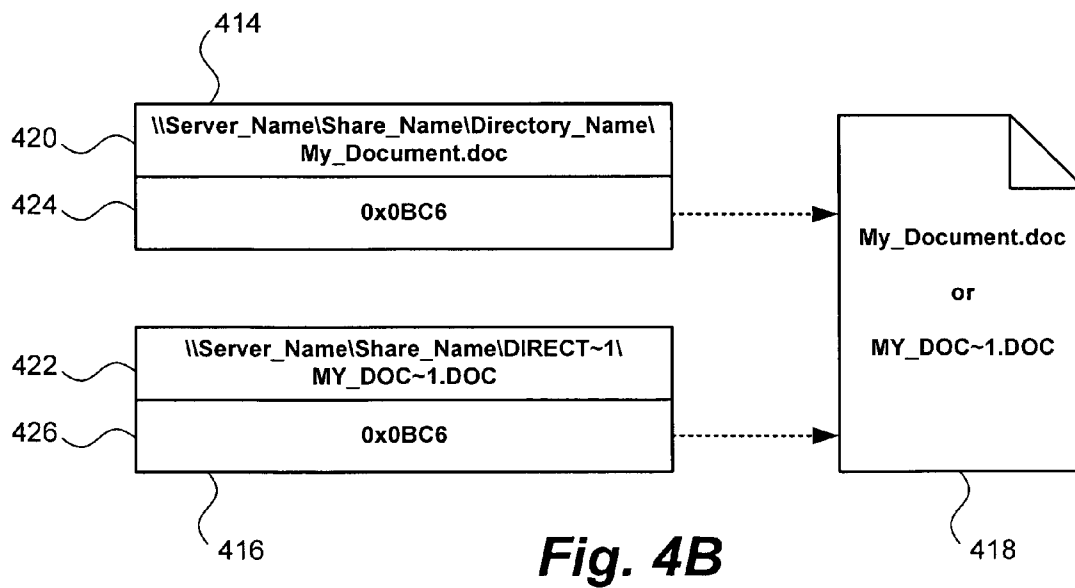 414
\\Server_Name\Share_Name\Directory_Name\
My_Document.doc
420
424
0x0BC6
My_Document.doc
or
MY_DOC~1.DOC
\\Server_Name\Share_Name\DIRECT~1\
MY_DOC~1.DOC
422
426
0x0BC6
416
Fig. 4B
418